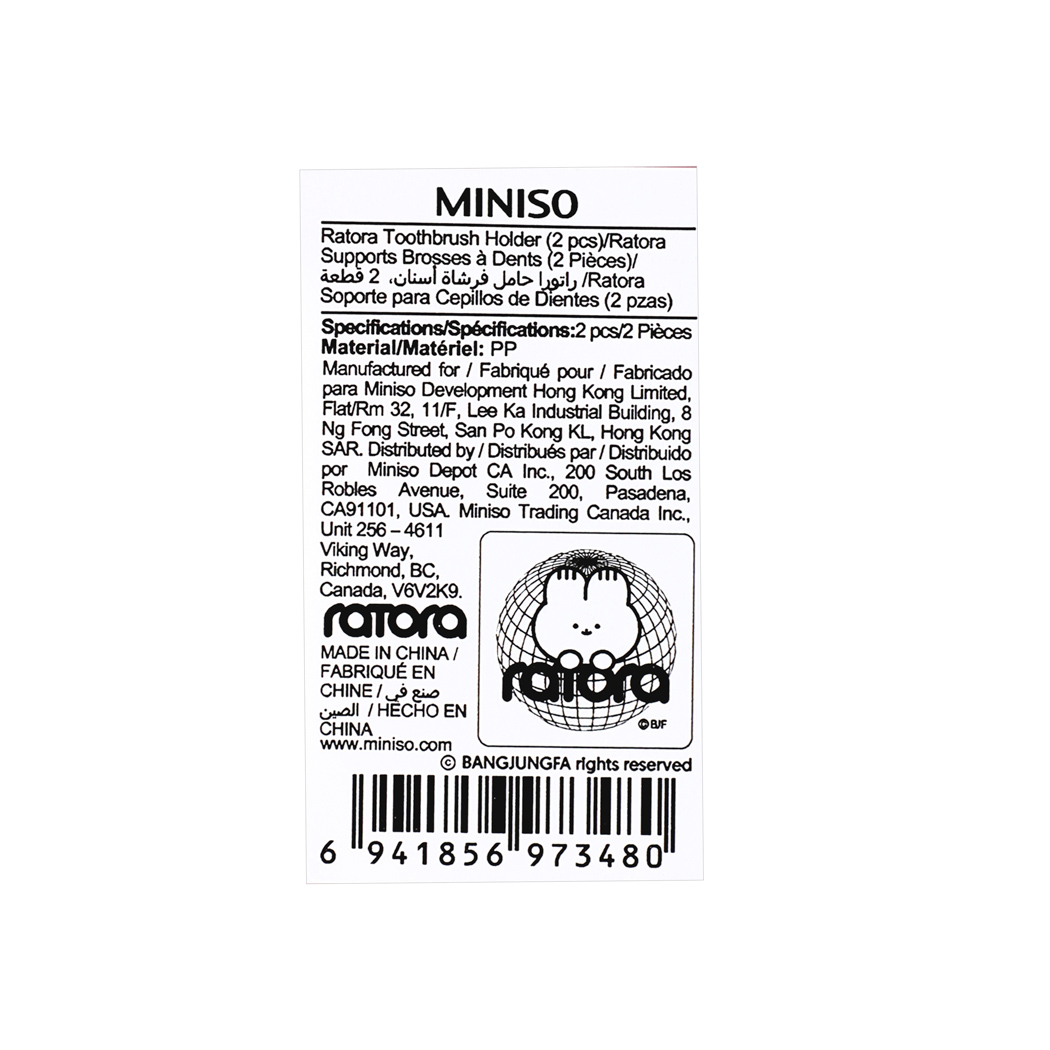 MINISO
Ratora Toothbrush Holder (2 pcs)/Ratora
Supports Brosses à Dents (2 Pièces)/
راتورا حامل فرشاة أسنان، 2 قطعة /Ratora
Soporte para Cepillos de Dientes (2 pzas)
Specifications/Spécifications:2 pcs/2 Pièces
Material/Matériel: PP
Manufactured for / Fabriqué pour / Fabricado
para Miniso Development Hong Kong Limited,
Flat/Rm 32, 11/F, Lee Ka Industrial Building, 8
Ng Fong Street, San Po Kong KL, Hong Kong
SAR. Distributed by / Distribués par / Distribuido
por Miniso Depot CA Inc., 200 South Los
Robles Avenue, Suite 200, Pasadena,
CA91101, USA. Miniso Trading Canada Inc.,
Unit 256 – 4611
Viking Way,
Richmond, BC,
Canada, V6V2K9.
ratora
MADE IN CHINA /
FABRIQUÉ EN
CHINE / صنع في
الصين / HECHO EN
CHINA
www.miniso.com
ratora
© BJF
© BANGJUNGFA rights reserved
6 941856 973480